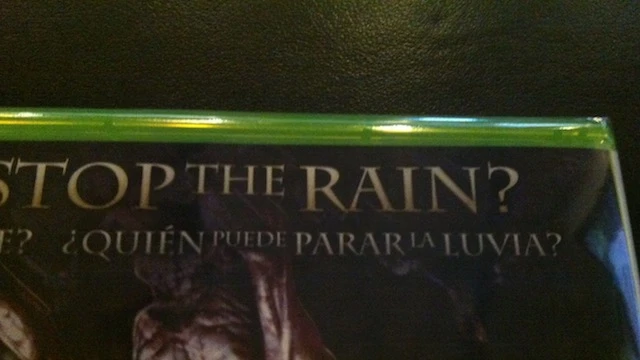 STOP THE RAIN?
E? ¿QUIÉN PUEDE PARAR LA LUVIA?